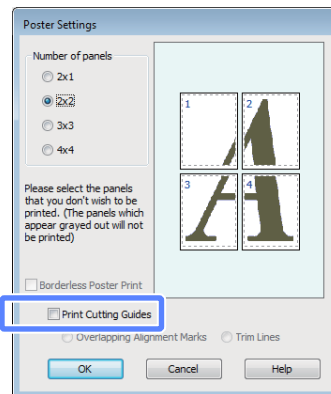 Poster Settings
Number of panels
2x1
2x2
3x3
4x4
1
2
3
4
Please select the panels
that you don't wish to be
printed. (The panels which
appear grayed out will not
be printed)
Borderless Poster Print
Print Cutting Guides
Overlapping Alignment Marks
Trim Lines
OK
Cancel
Help